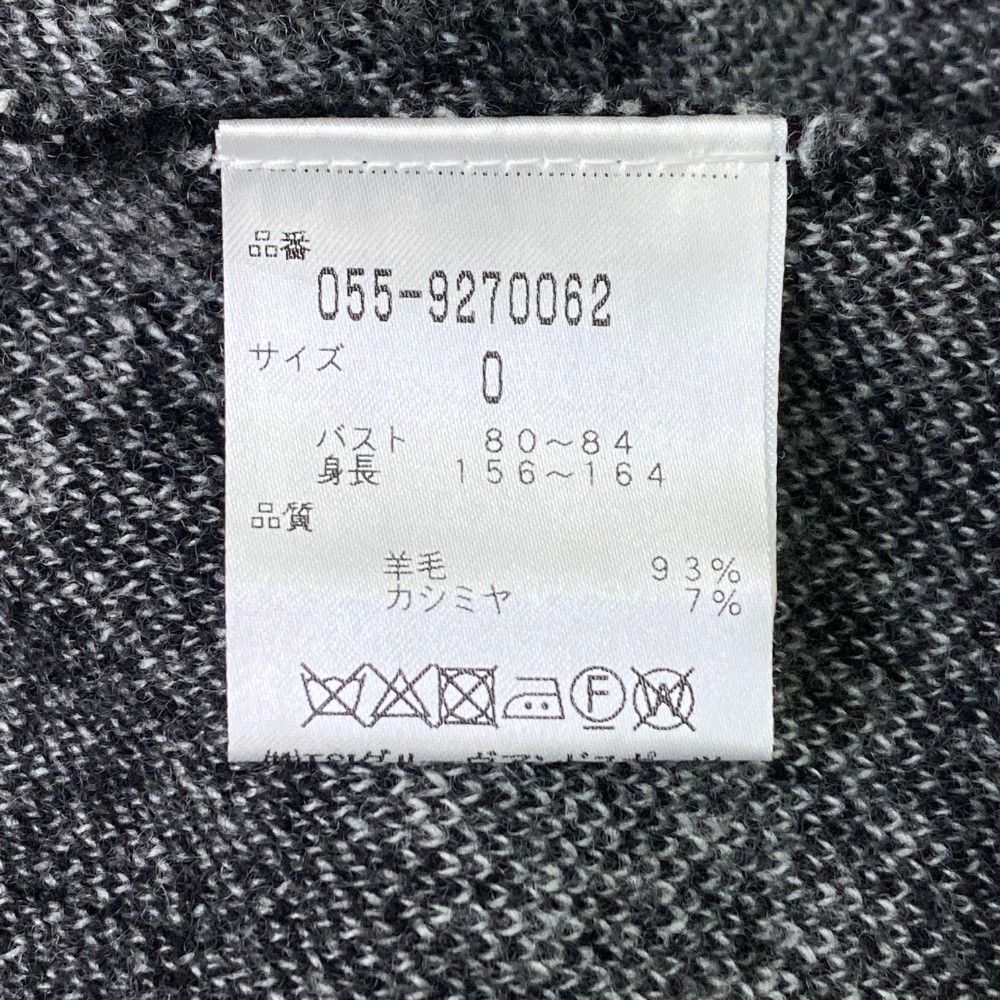 品番
055-9270062
サイズ
0
バスト 80～84
身長 156～164
品質
羊毛 93%
カシミヤ 7%
F
W